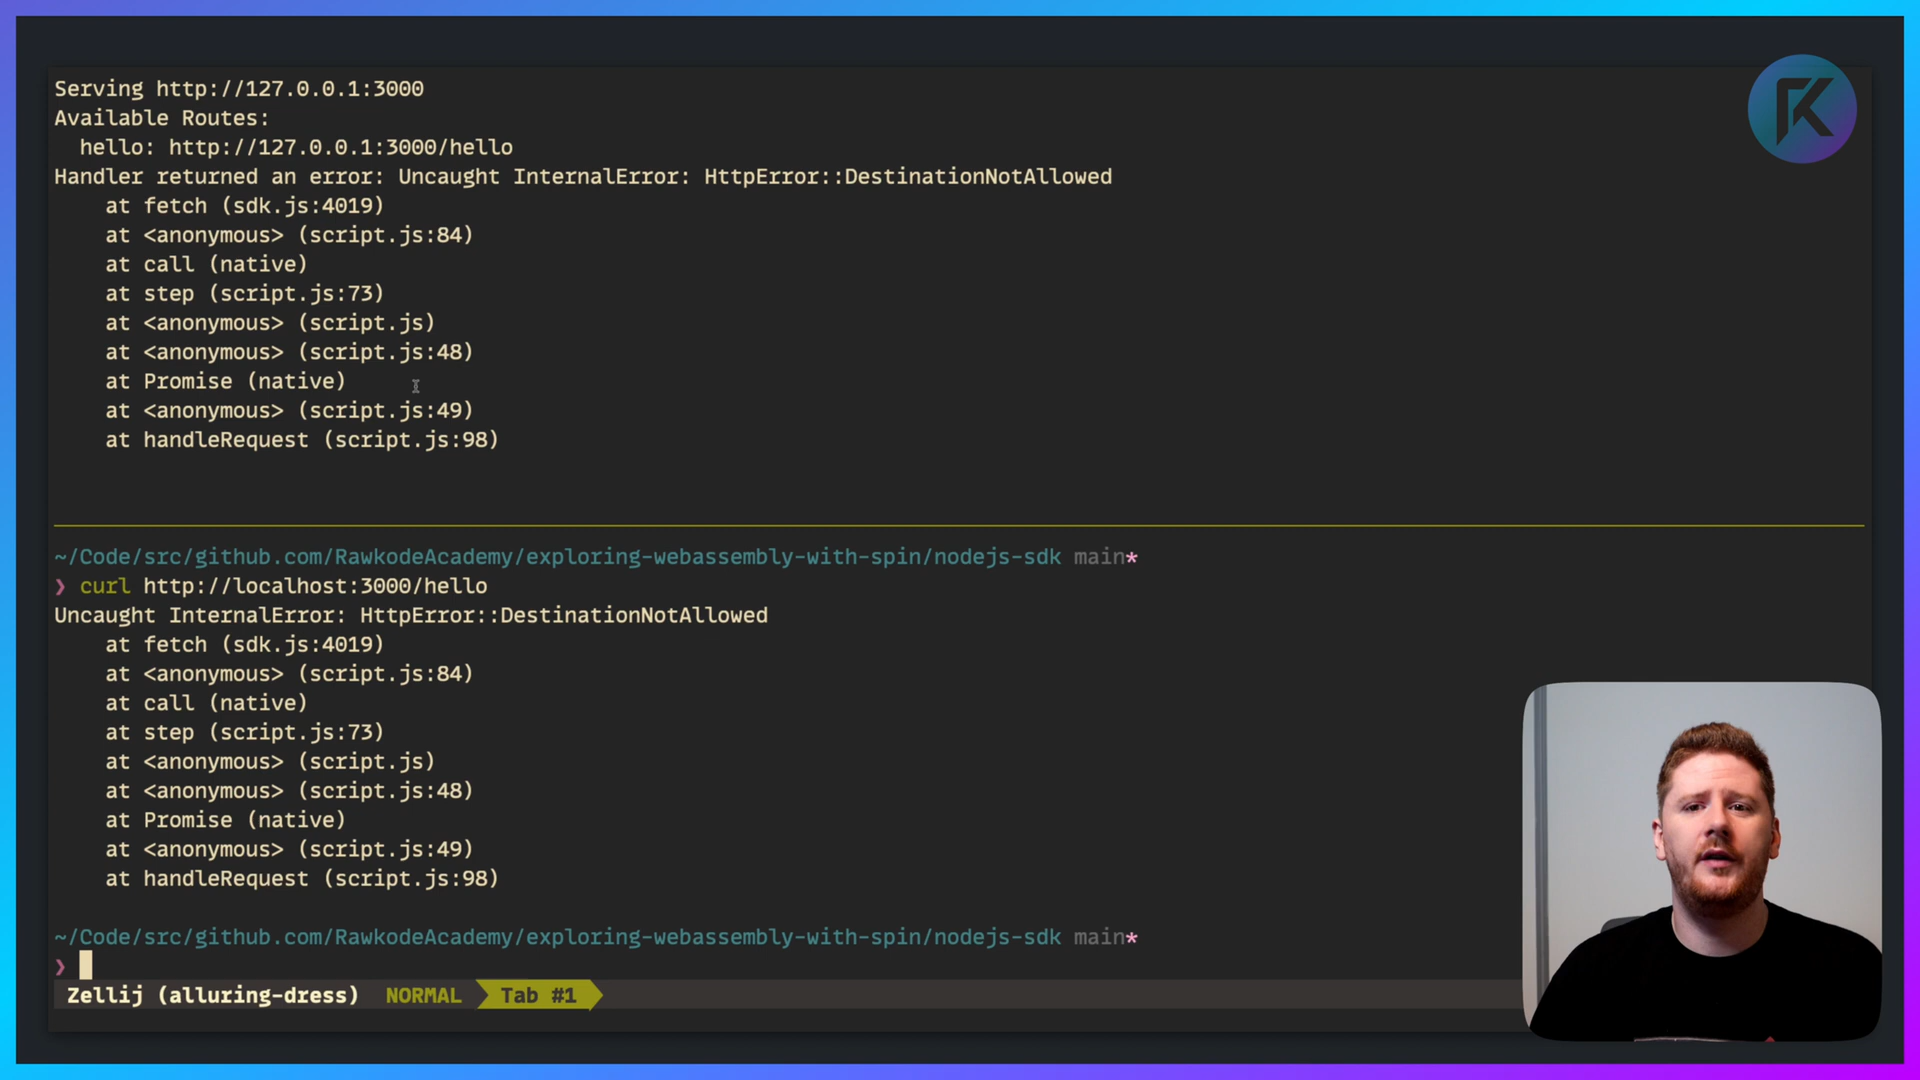 Serving http://127.0.0.1:3000
Available Routes:
  hello: http://127.0.0.1:3000/hello
Handler returned an error: Uncaught InternalError: HttpError::DestinationNotAllowed
    at fetch (sdk.js:4019)
    at <anonymous> (script.js:84)
    at call (native)
    at step (script.js:73)
    at <anonymous> (script.js)
    at <anonymous> (script.js:48)
    at Promise (native)
    at <anonymous> (script.js:49)
    at handleRequest (script.js:98)
~/Code/src/github.com/RawkodeAcademy/exploring-webassembly-with-spin/nodejs-sdk main*
❯ curl http://localhost:3000/hello
Uncaught InternalError: HttpError::DestinationNotAllowed
    at fetch (sdk.js:4019)
    at <anonymous> (script.js:84)
    at call (native)
    at step (script.js:73)
    at <anonymous> (script.js)
    at <anonymous> (script.js:48)
    at Promise (native)
    at <anonymous> (script.js:49)
    at handleRequest (script.js:98)
~/Code/src/github.com/RawkodeAcademy/exploring-webassembly-with-spin/nodejs-sdk main*
❯
Zellij (alluring-dress) NORMAL Tab #1